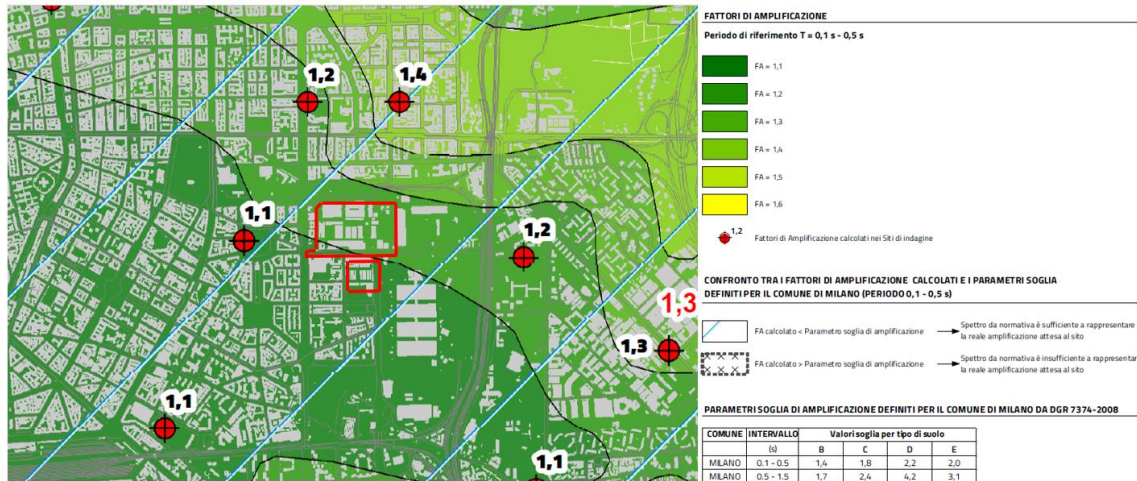 1,2
1,4
1,1
1,2
1,3
1,3
1,1
1,1
FATTORI DI AMPLIFICAZIONE
Periodo di riferimento T = 0,1 s - 0,5 s
FA = 1,1
FA = 1,2
FA = 1,3
FA = 1,4
FA = 1,5
FA = 1,6
1,2 Fattori di Amplificazione calcolati nei Siti di indagine
CONFRONTO TRA I FATTORI DI AMPLIFICAZIONE CALCOLATI E I PARAMETRI SOGLIA
DEFINITI PER IL COMUNE DI MILANO (PERIODO 0,1 - 0,5 s)
FA calcolato < Parametro soglia di amplificazione → Spettro da normativa è sufficiente a rappresentare
la reale amplificazione attesa al sito
FA calcolato > Parametro soglia di amplificazione → Spettro da normativa è insufficiente a rappresentar
la reale amplificazione attesa al sito
PARAMETRI SOGLIA DI AMPLIFICAZIONE DEFINITI PER IL COMUNE DI MILANO DA DGR 7374-2008
COMUNE INTERVALLO Valori soglia per tipo di suolo
(s) B C D E
MILANO 0.1 - 0.5 1,4 1,8 2,2 2,0
MILANO 0.5 - 1.5 1,7 2,4 4,2 3,1